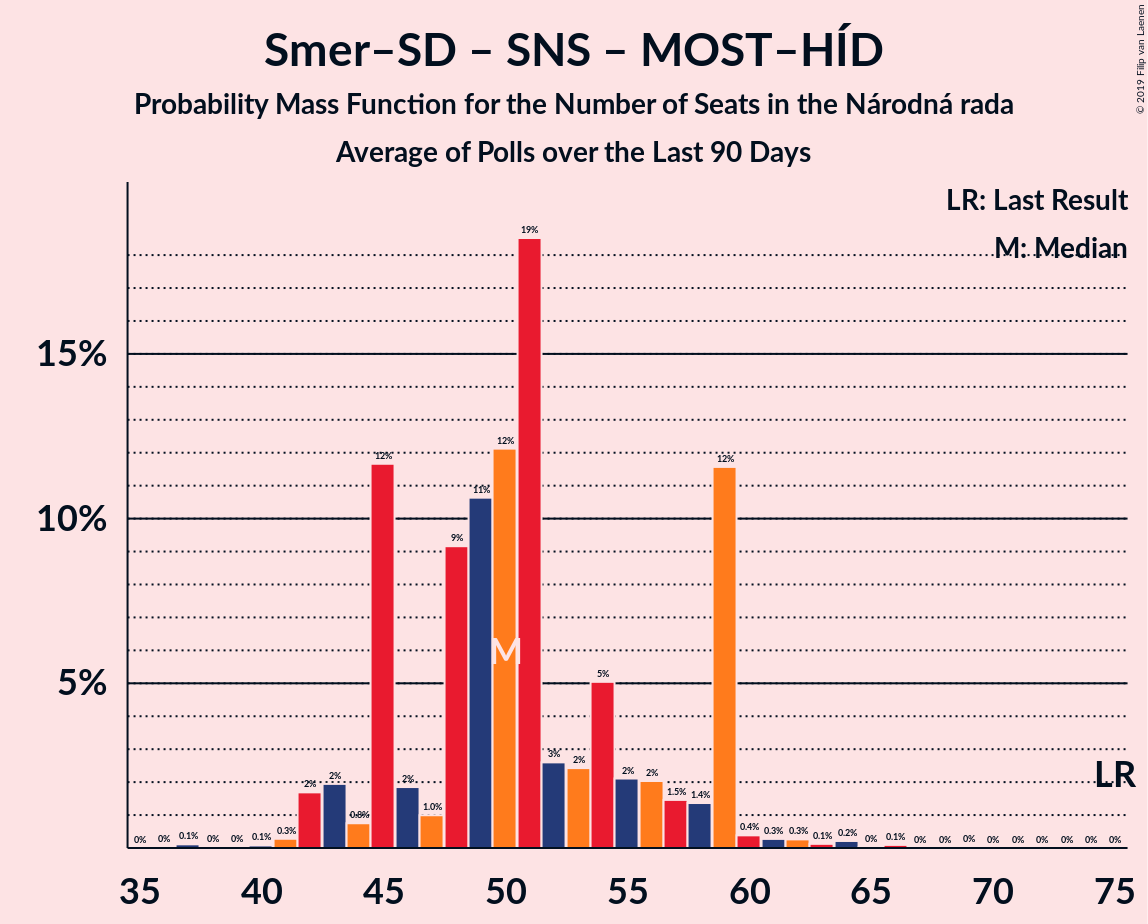 Smer–SD – SNS – MOST–HÍD
Probability Mass Function for the Number of Seats in the Národná rada
Average of Polls over the Last 90 Days
© 2019 Filip van Laenen
LR: Last Result
M: Median
15%
10%
5%
0% 0% 0.1% 0% 0% 0.1% 0.3% 2% 2% 0.8% 12% 2% 1.0% 9% 11% 12% 19% 3% 2% 5% 2% 2% 1.5% 1.4% 12% 0.4% 0.3% 0.3% 0.1% 0.2% 0% 0.1% 0% 0% 0% 0% 0% 0% 0% 0% 0%
M
LR
35 40 45 50 55 60 65 70 75